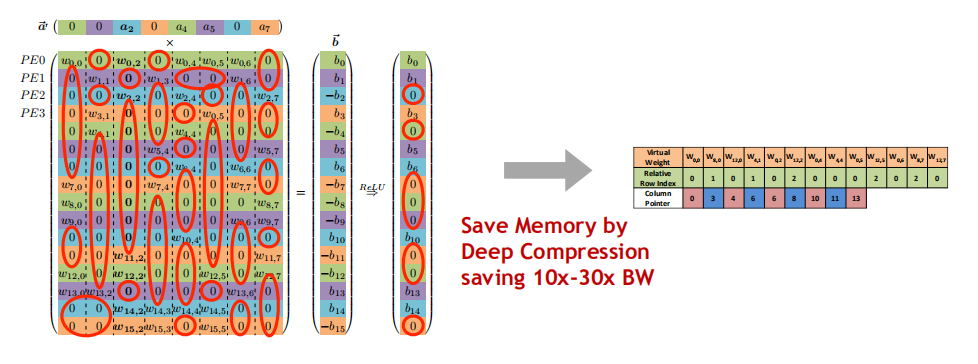 a⃗ ( 0 0 a2 0 a4 a5 0 a7 )
×
b⃗
PE0 w0,0 0 w0,2 0 w0,4 w0,5 w0,6 0 b0 b0
PE1 0 w1,1 0 w1,3 0 0 w1,6 0 b1 b1
PE2 0 0 w2,2 0 w2,4 0 0 w2,7 −b2 0
PE3 0 w3,1 0 0 0 w0,5 0 0 b3 b3
0 w4,1 0 0 w4,4 0 0 0 −b4 0
0 0 0 w5,4 0 0 0 w5,7 b5 b5
0 0 0 0 0 0 0 b6 b6
w7,0 0 0 w7,4 0 0 w7,7 0 = −b7 ReLU ⇒ 0
w8,0 0 0 0 0 0 0 w8,7 −b8 0
w9,0 0 0 0 0 0 w9,6 w9,7 −b9 0
0 0 0 0 w10,4 0 0 0 b10 b10
0 0 w11,2 0 0 0 0 w11,7 −b11 0
w12,0 0 w12,2 0 0 w12,5 0 w12,7 −b12 0
w13,0 w13,2 0 0 0 0 w13,6 0 b13 b13
0 0 w14,2 w14,3 w14,4 w14,5 0 0 b14 b14
0 0 w15,2 w15,3 0 w15,5 0 0 −b15 0
Virtual Weight W0,0 W8,0 W12,0 W4,1 W0,2 W12,2 W0,4 W4,4 W0,5 W12,5 W0,6 W8,7 W12,7
Relative Row Index 0 1 0 1 0 2 0 0 0 2 0 2 0
Column Pointer 0 3 4 6 6 8 10 11 13
Save Memory by
Deep Compression
saving 10x-30x BW